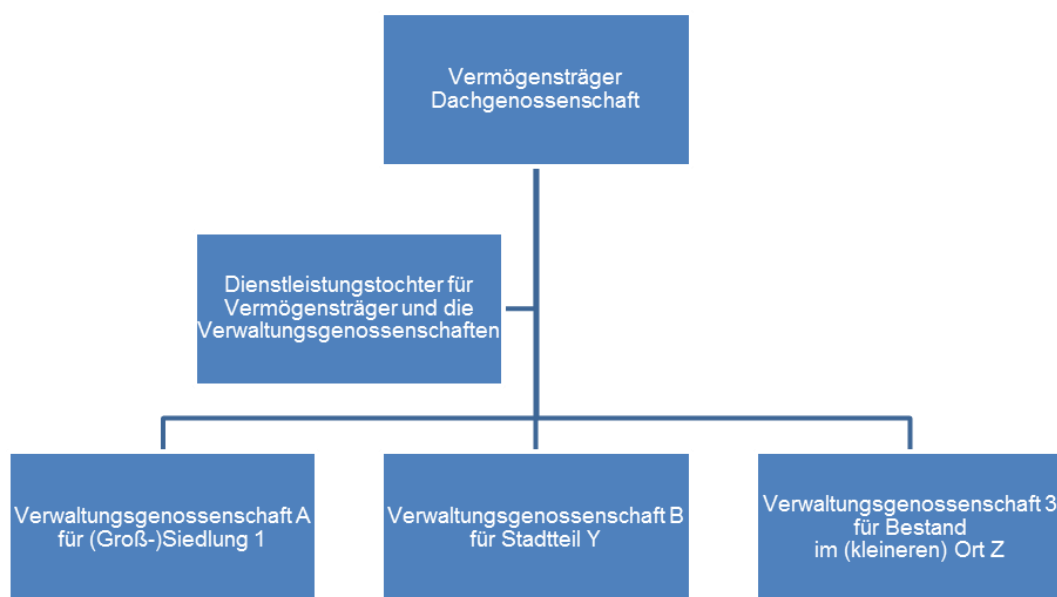 Vermögensträger
Dachgenossenschaft
Dienstleistungstochter für
Vermögensträger und die
Verwaltungsgenossenschaften
Verwaltungsgenossenschaft A
für (Groß-)Siedlung 1
Verwaltungsgenossenschaft B
für Stadtteil Y
Verwaltungsgenossenschaft 3
für Bestand
im (kleineren) Ort Z